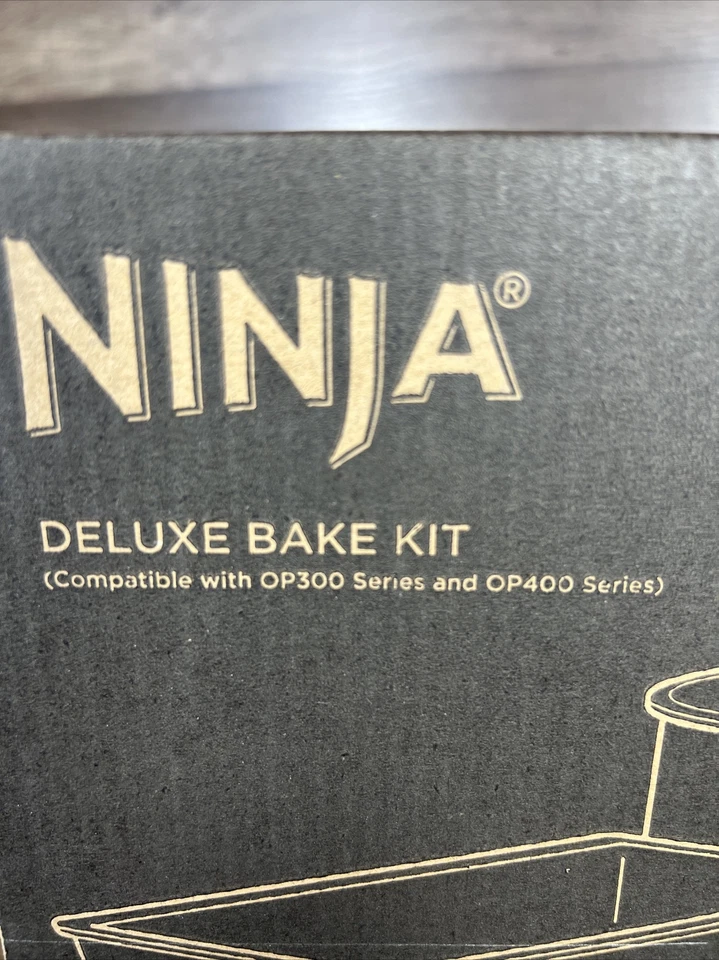 NINJA®
DELUXE BAKE KIT
(Compatible with OP300 Series and OP400 Series)